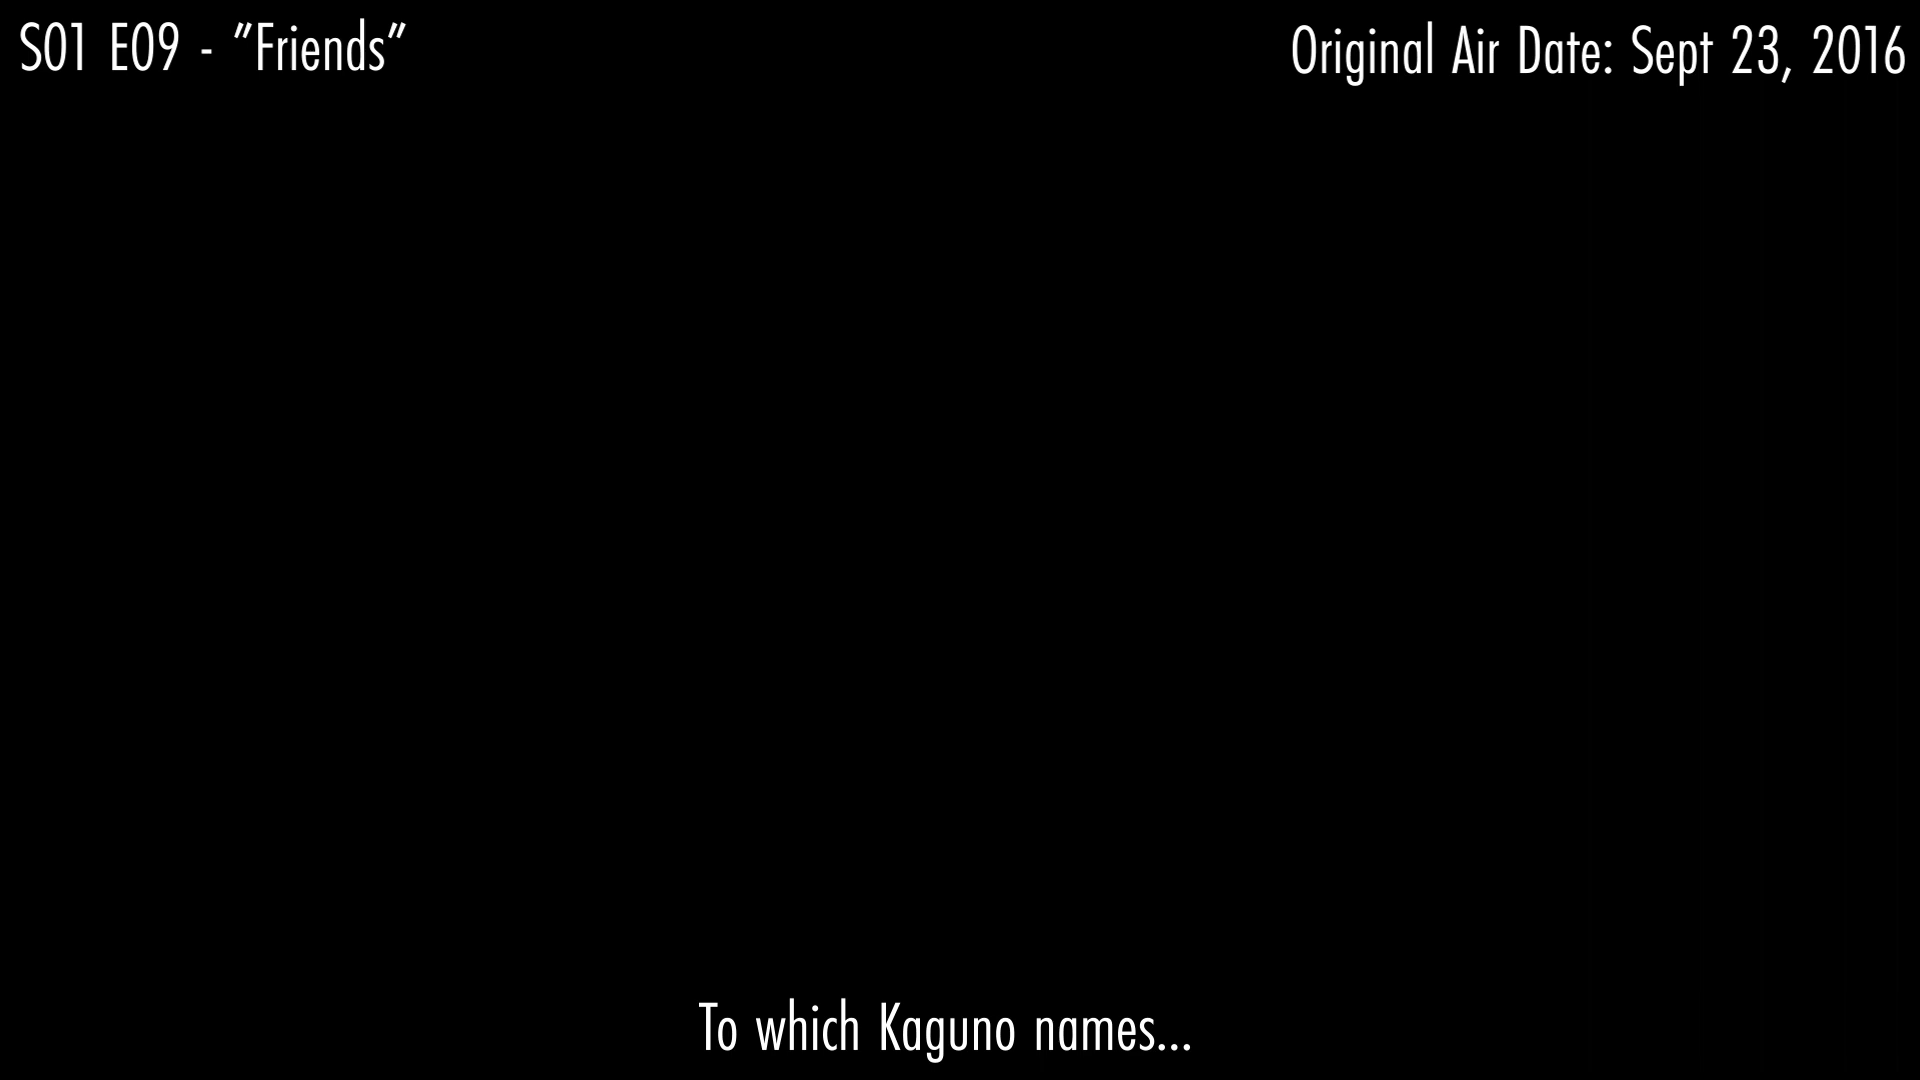 S01 E09 - "Friends"
Original Air Date: Sept 23, 2016
To which Kaguno names...